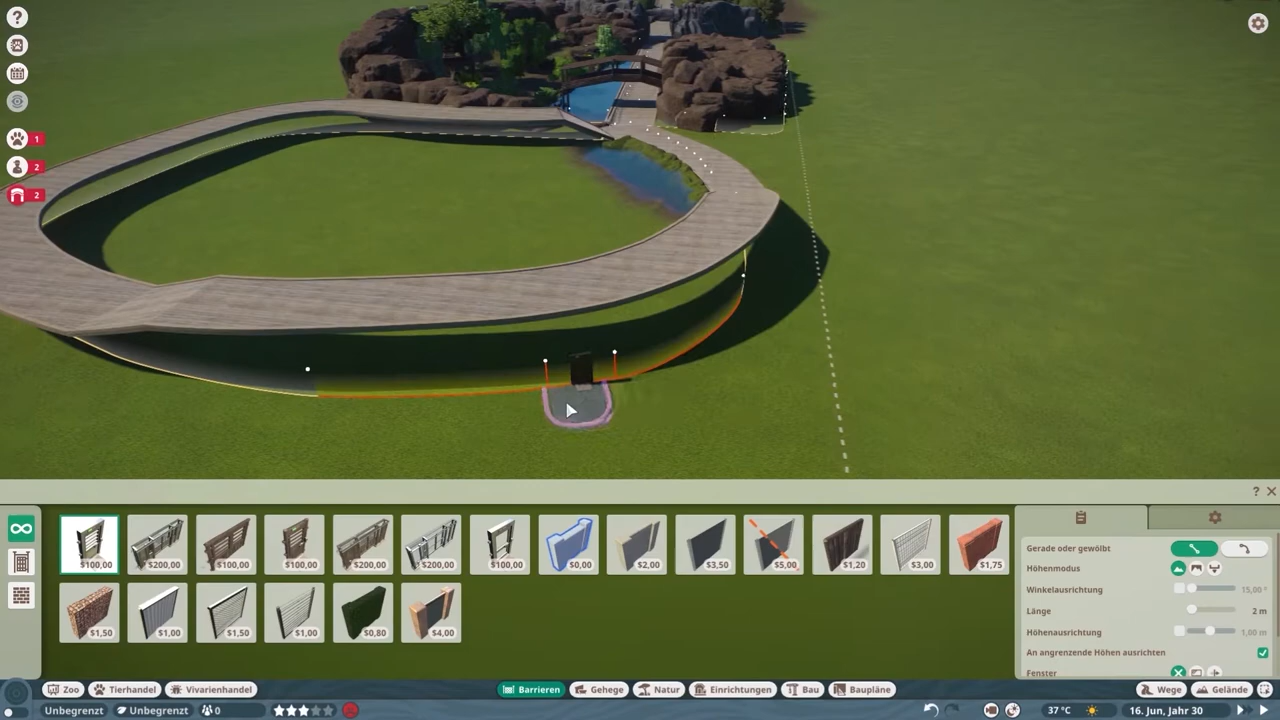 ?
1
2
2
? ×
$100,00 $200,00 $100,00 $100,00 $200,00 $200,00 $100,00 $0,00 $2,00 $3,50 $5,00 $1,20 $3,00 $1,75
$1,50 $1,00 $1,50 $1,00 $0,80 $4,00
Gerade oder gewölbt
Höhenmodus
Winkelausrichtung 15,00 °
Länge 2 m
Höhenausrichtung 1,00 m
An angrenzende Höhen ausrichten
Fenster
Zoo Tierhandel Vivarienhandel Barrieren Gehege Natur Einrichtungen Bau Baupläne Wege Gelände
Unbegrenzt Unbegrenzt 0 37 °C 16. Jun, Jahr 30